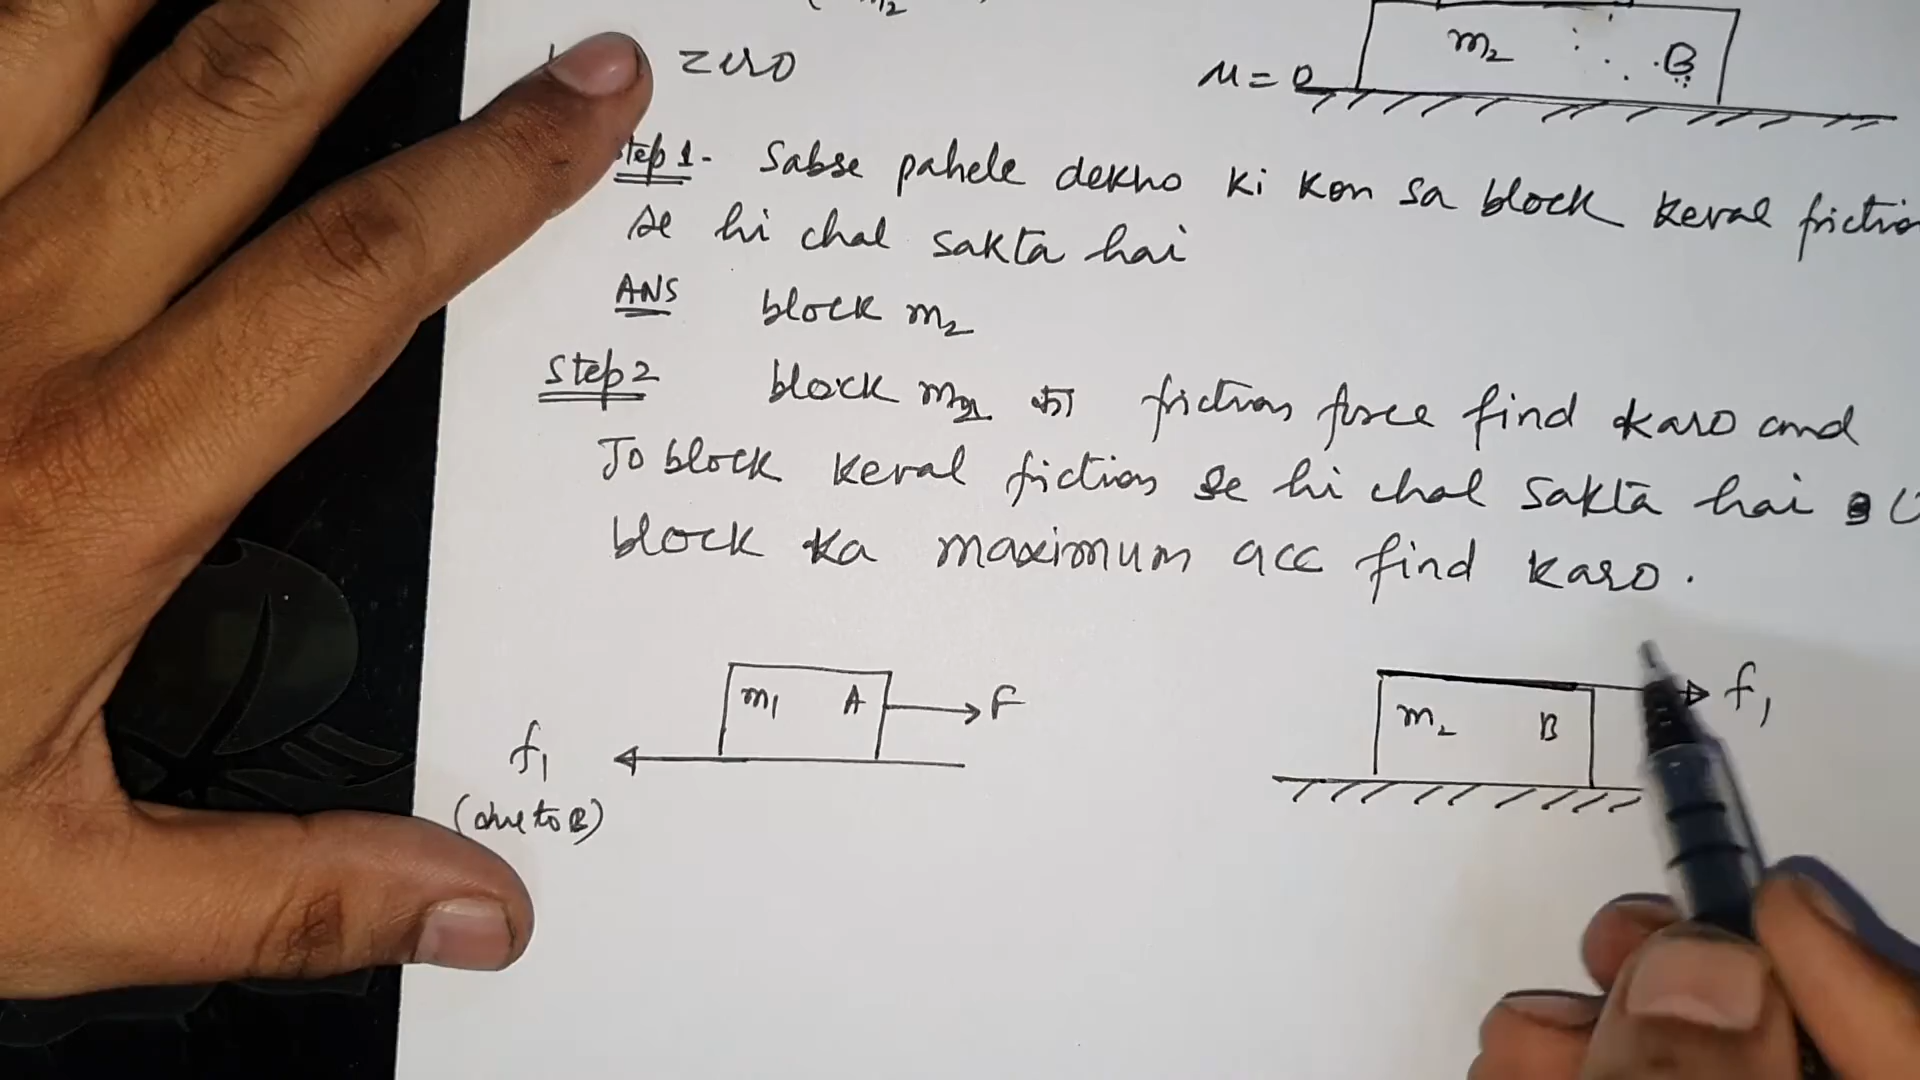 m₂
zero
m₂ B
μ = 0
Step 1- Sabse pahele dekho ki kon sa block keval frictio
se hi chal sakta hai
ANS block m₂
Step 2 block m₁ का friction force find karo and
Jo block keval friction se hi chal sakta hai
block ka maximum acc find karo.
m₁ A F
f₁
(due to B)
m₂ B f₁